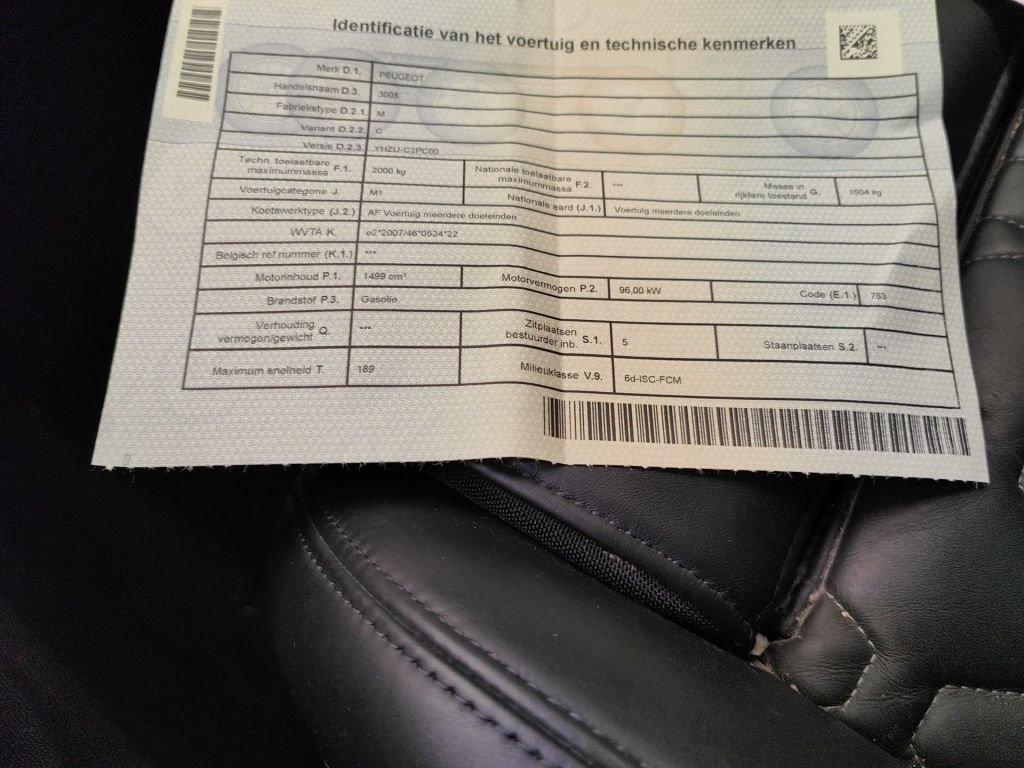 Identificatie van het voertuig en technische kenmerken
Merk D.1. PEUGEOT
Handelsnaam D.3. 3008
Fabriekstype D.2.1. M
Variant D.2.2. C
Versie D.2.3. YHZU-C2PC00
Techn. toelaatbare maximummassa F.1. 2000 kg Nationale toelaatbare maximummassa F.2. --- Massa in rijklare toestand G. 1504 kg
Voertuigcategorie J. M1 Nationale aard (J.1.) Voertuig meerdere doeleinden
Koetswerktype (J.2.) AF Voertuig meerdere doeleinden
WVTA K. e2*2007/46*0534*22
Belgisch ref.nummer (K.1.) ---
Motorinhoud P.1. 1499 cm³ Motorvermogen P.2. 96,00 kW Code (E.1.) 783
Brandstof P.3. Gasolie
Verhouding vermogen/gewicht Q. --- Zitplaatsen bestuurder inb. S.1. 5 Staanplaatsen S.2. ---
Maximum snelheid T. 189 Milieuklasse V.9. 6d-ISC-FCM